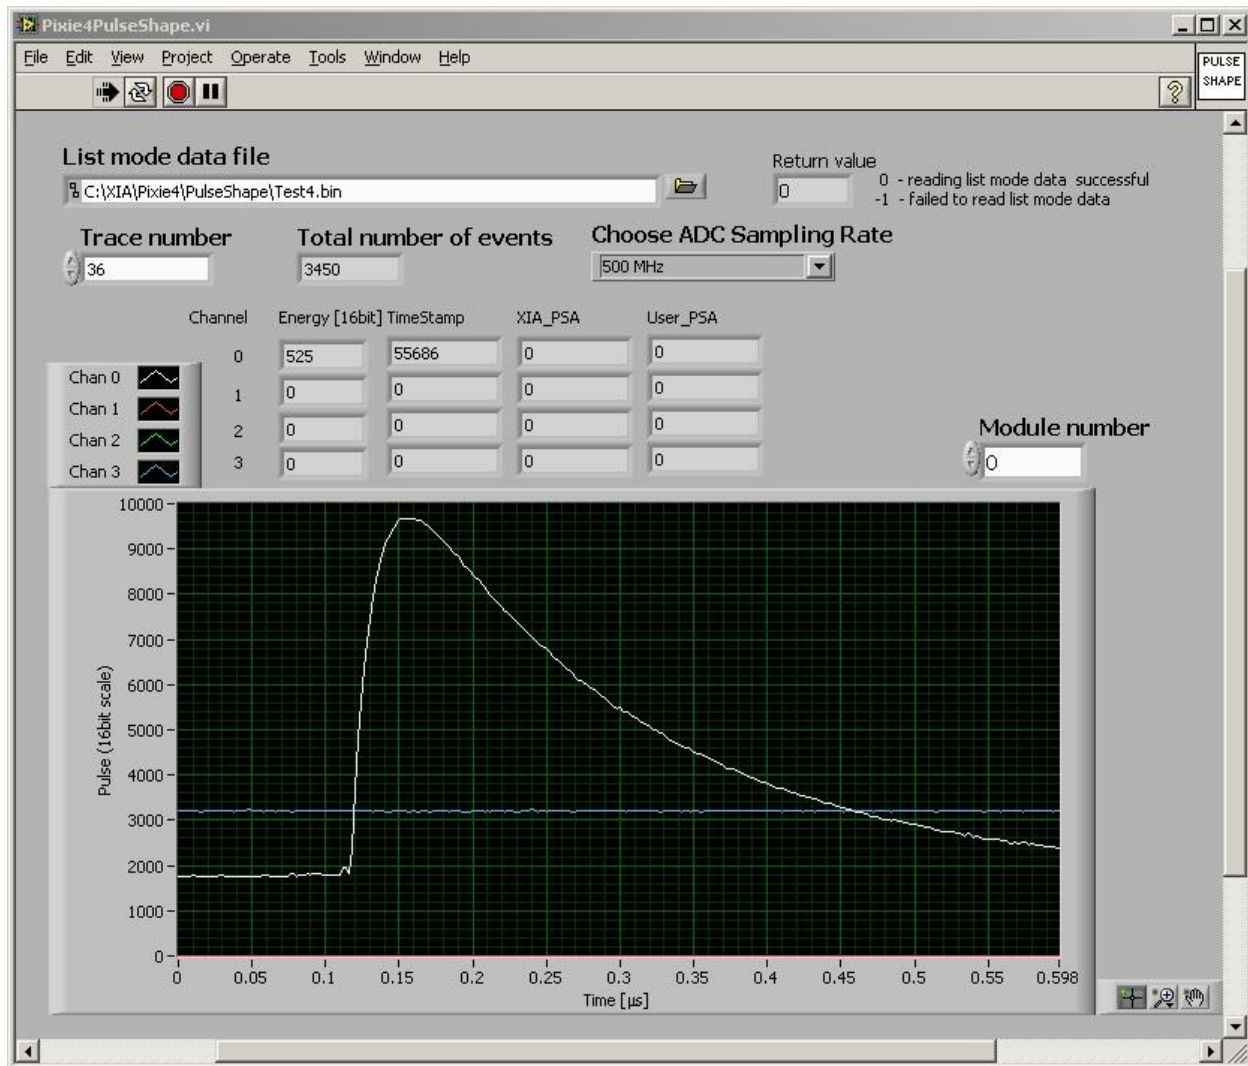 Pixie4PulseShape.vi
File Edit View Project Operate Tools Window Help
PULSE
SHAPE
List mode data file
C:\XIA\Pixie4\PulseShape\Test4.bin
Return value
0
0 - reading list mode data successful
-1 - failed to read list mode data
Trace number
36
Total number of events
3450
Choose ADC Sampling Rate
500 MHz
Channel Energy [16bit] TimeStamp XIA_PSA User_PSA
0 525 55686 0 0
1 0 0 0 0
2 0 0 0 0
3 0 0 0 0
Chan 0
Chan 1
Chan 2
Chan 3
Module number
0
10000
9000
8000
7000
6000
5000
4000
3000
2000
1000
0
Pulse (16bit scale)
0 0.05 0.1 0.15 0.2 0.25 0.3 0.35 0.4 0.45 0.5 0.55 0.598
Time [µs]